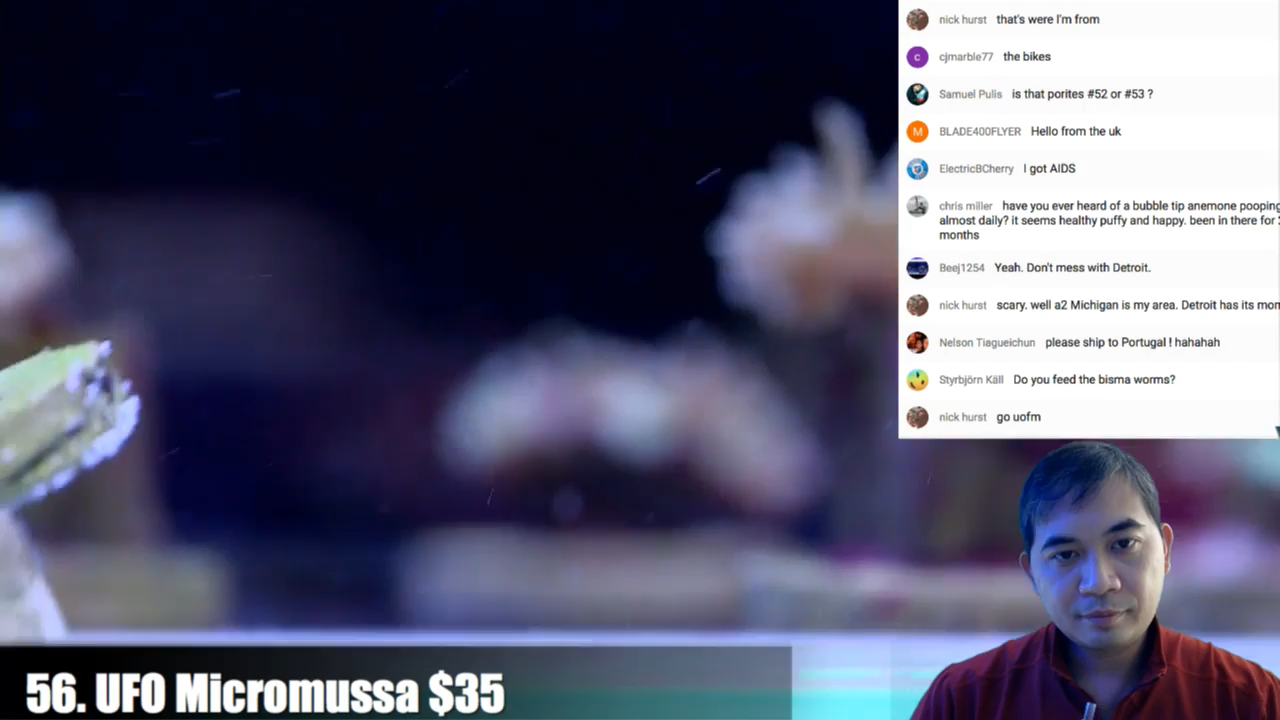 nick hurst that's were I'm from
C cjmarble77 the bikes
Samuel Pulis is that porites #52 or #53 ?
M BLADE400FLYER Hello from the uk
ElectricBCherry I got AIDS
chris miller have you ever heard of a bubble tip anemone pooping
almost daily? it seems healthy puffy and happy. been in there for
months
Beej1254 Yeah. Don't mess with Detroit.
nick hurst scary. well a2 Michigan is my area. Detroit has its
Nelson Tiagueichun please ship to Portugal ! hahahah
Styrbjörn Käll Do you feed the bisma worms?
nick hurst go uofm
56. UFO Micromussa $35